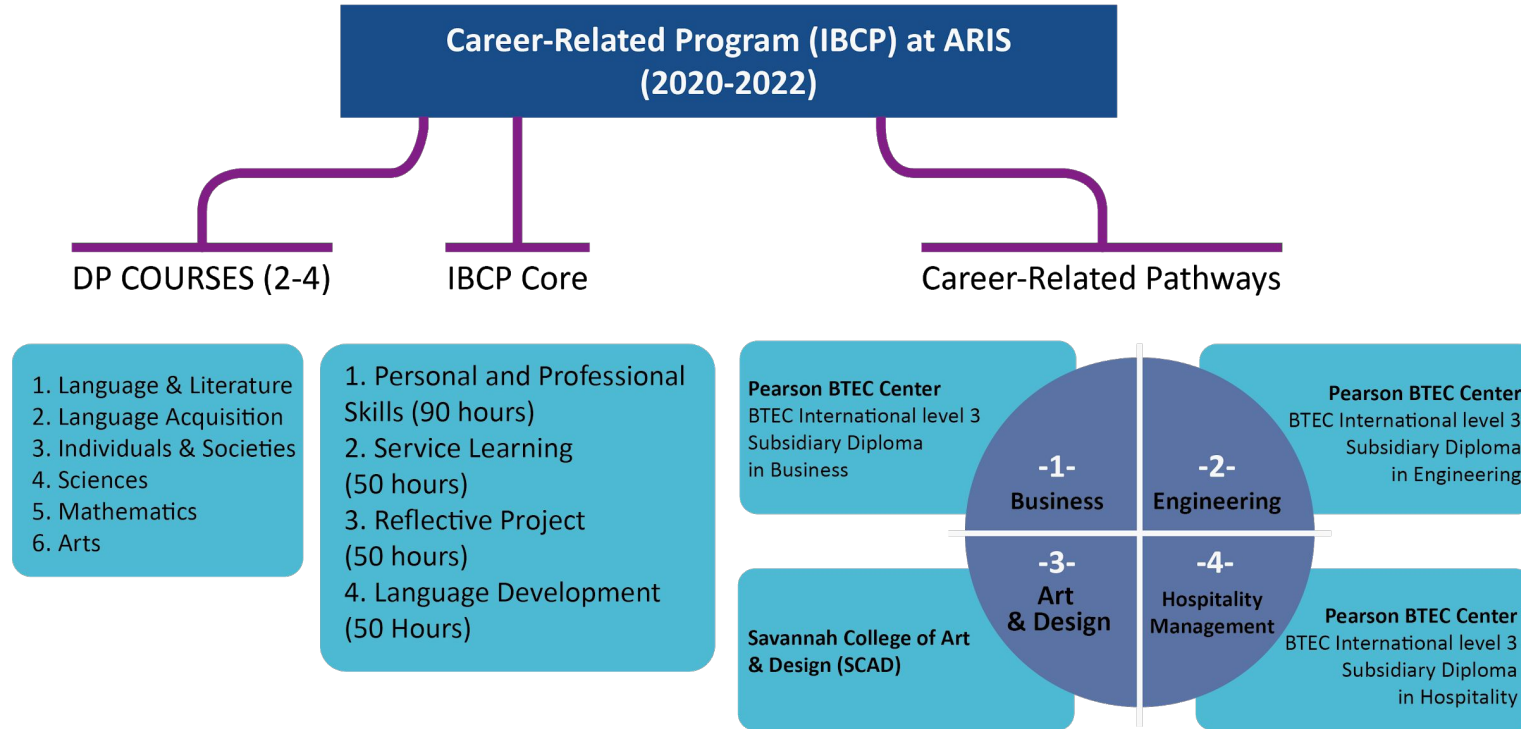 Career-Related Program (IBCP) at ARIS
(2020-2022)
DP COURSES (2-4)
IBCP Core
Career-Related Pathways
1. Language & Literature
2. Language Acquisition
3. Individuals & Societies
4. Sciences
5. Mathematics
6. Arts
1. Personal and Professional
Skills (90 hours)
2. Service Learning
(50 hours)
3. Reflective Project
(50 hours)
4. Language Development
(50 Hours)
Pearson BTEC Center
BTEC International level 3
Subsidiary Diploma
in Business
-1-
Business
-2-
Engineering
Pearson BTEC Center
BTEC International level 3
Subsidiary Diploma
in Engineering
Savannah College of Art
& Design (SCAD)
-3-
Art
& Design
-4-
Hospitality
Management
Pearson BTEC Center
BTEC International level 3
Subsidiary Diploma
in Hospitality